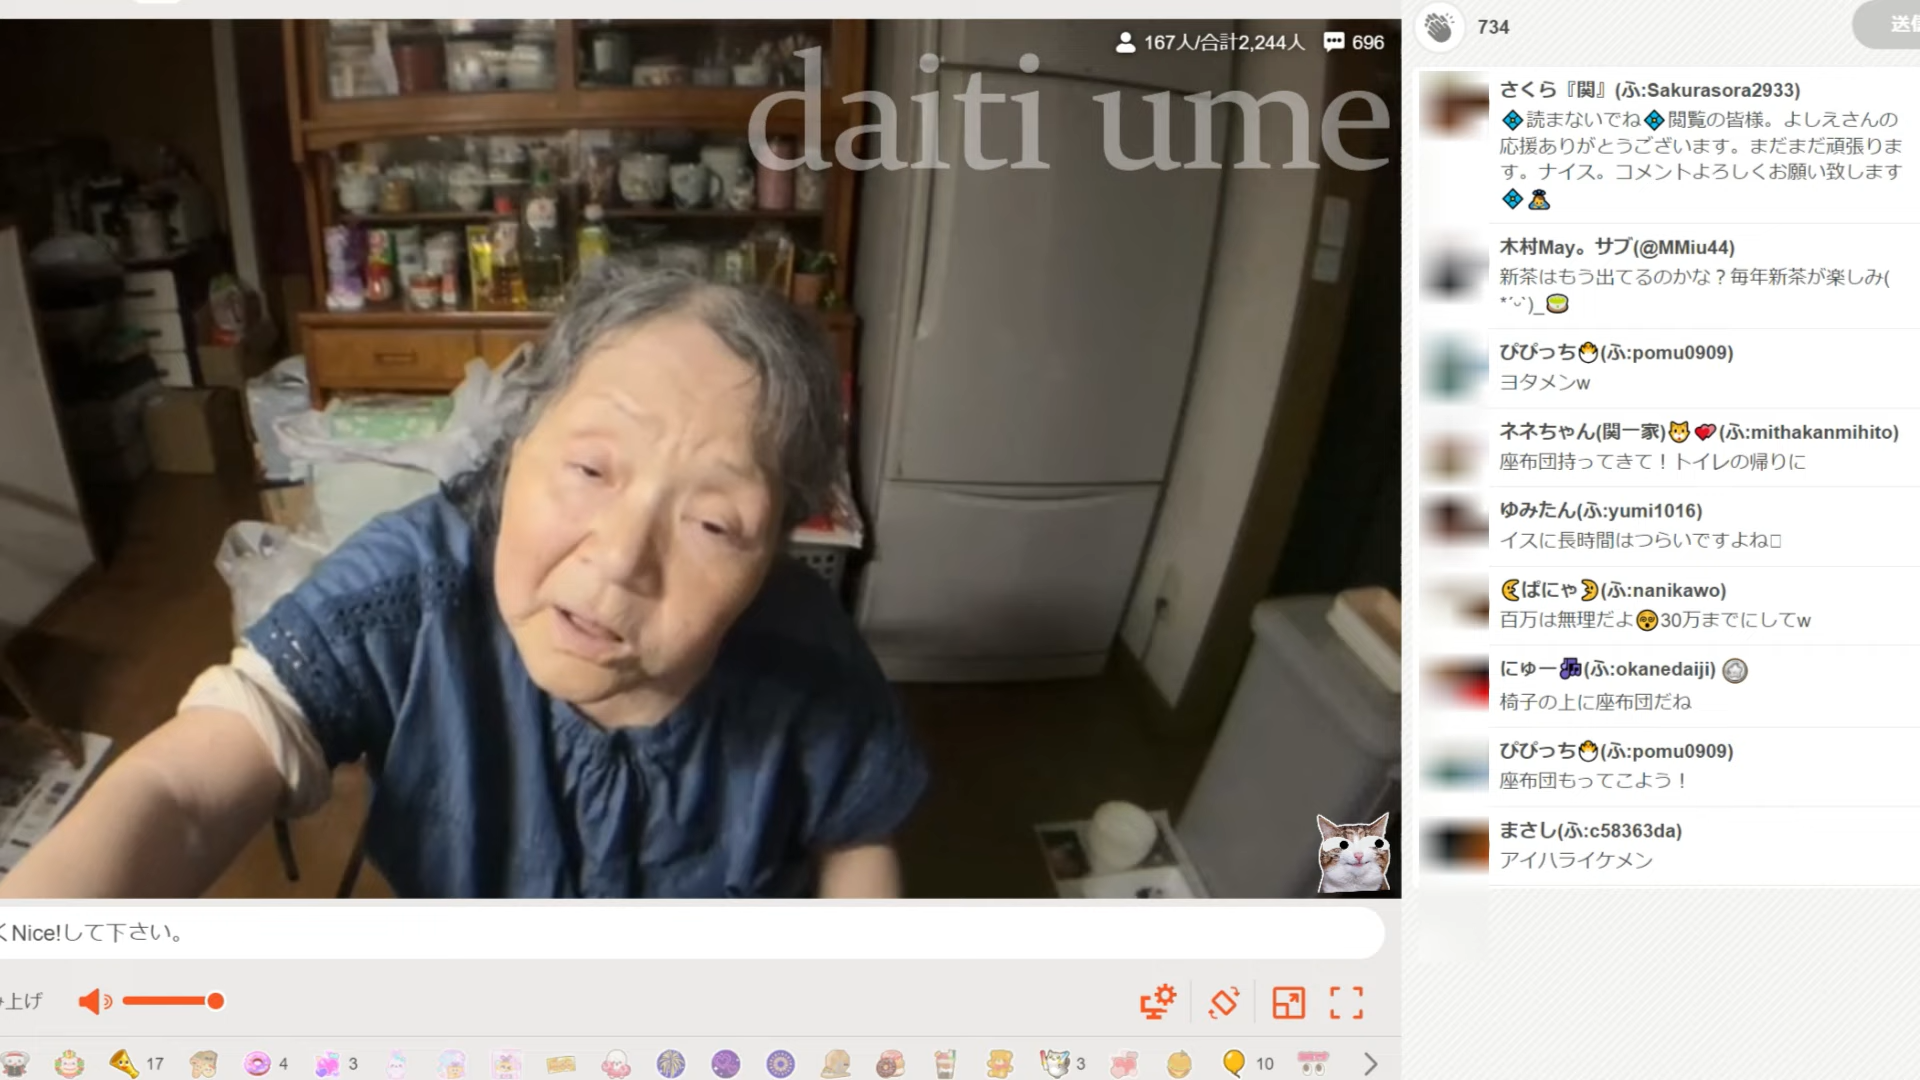 167人/合計2,244人 696
daiti ume
734
送信
さくら『関』(ふ:Sakurasora2933)
💠読まないでね💠閲覧の皆様。よしえさんの
応援ありがとうございます。まだまだ頑張りま
す。ナイス。コメントよろしくお願い致します
💠🙇
木村May。サブ(@MMiu44)
新茶はもう出てるのかな？毎年新茶が楽しみ(
*´ᵕ`)_🍵
ぴぴっち🐣(ふ:pomu0909)
ヨタメンw
ネネちゃん(関一家)🐱💕(ふ:mithakanmihito)
座布団持ってきて！トイレの帰りに
ゆみたん(ふ:yumi1016)
イスに長時間はつらいですよね▯
🌛ぱにゃ🌛(ふ:nanikawo)
百万は無理だよ😵30万までにしてw
にゅー🎵(ふ:okanedaiji)
椅子の上に座布団だね
ぴぴっち🐣(ふ:pomu0909)
座布団もってこよう！
まさし(ふ:c58363da)
アイハライケメン
くNice!して下さい。
み上げ
17 4 3 3 10